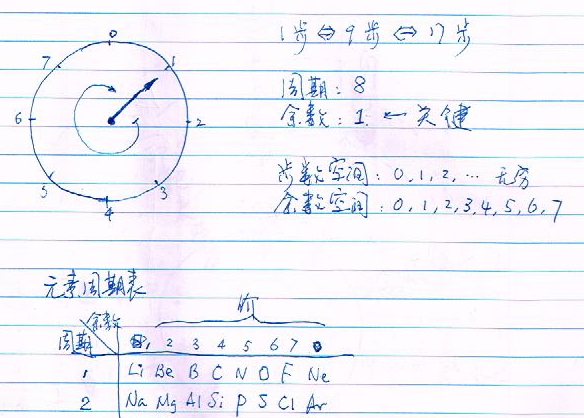 0
1
2
3
4
5
6
7
1步⇔9步⇔17步
周期：8
余数：1. ← 关键
步数空间：0, 1, 2, … 无穷
余数空间：0, 1, 2, 3, 4, 5, 6, 7
元素周期表
价
余数
周期 1 2 3 4 5 6 7 0
1 Li Be B C N O F Ne
2 Na Mg Al Si P S Cl Ar